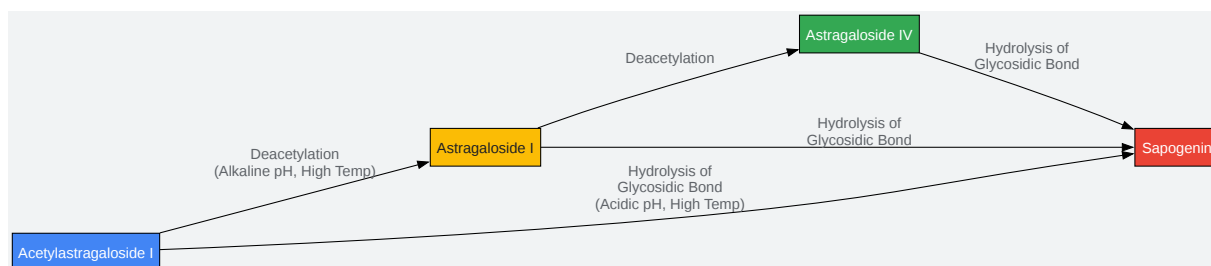 Astragaloside IV
Deacetylation
Hydrolysis of
Glycosidic Bond
Astragaloside I
Hydrolysis of
Glycosidic Bond
Sapogenin
Deacetylation
(Alkaline pH, High Temp)
Hydrolysis of
Glycosidic Bond
(Acidic pH, High Temp)
Acetylastragaloside I